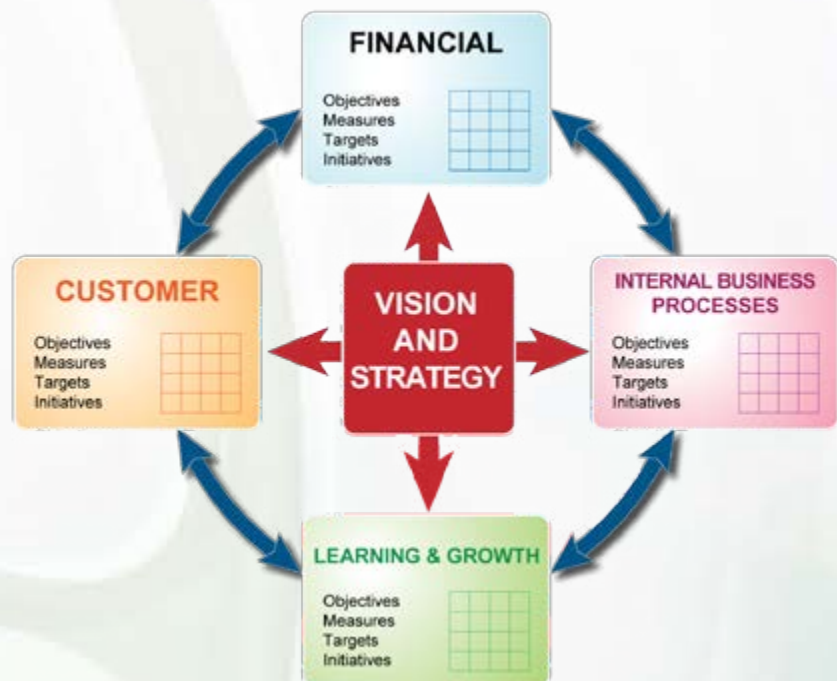 FINANCIAL
Objectives
Measures
Targets
Initiatives
CUSTOMER
Objectives
Measures
Targets
Initiatives
VISION
AND
STRATEGY
INTERNAL BUSINESS
PROCESSES
Objectives
Measures
Targets
Initiatives
LEARNING & GROWTH
Objectives
Measures
Targets
Initiatives